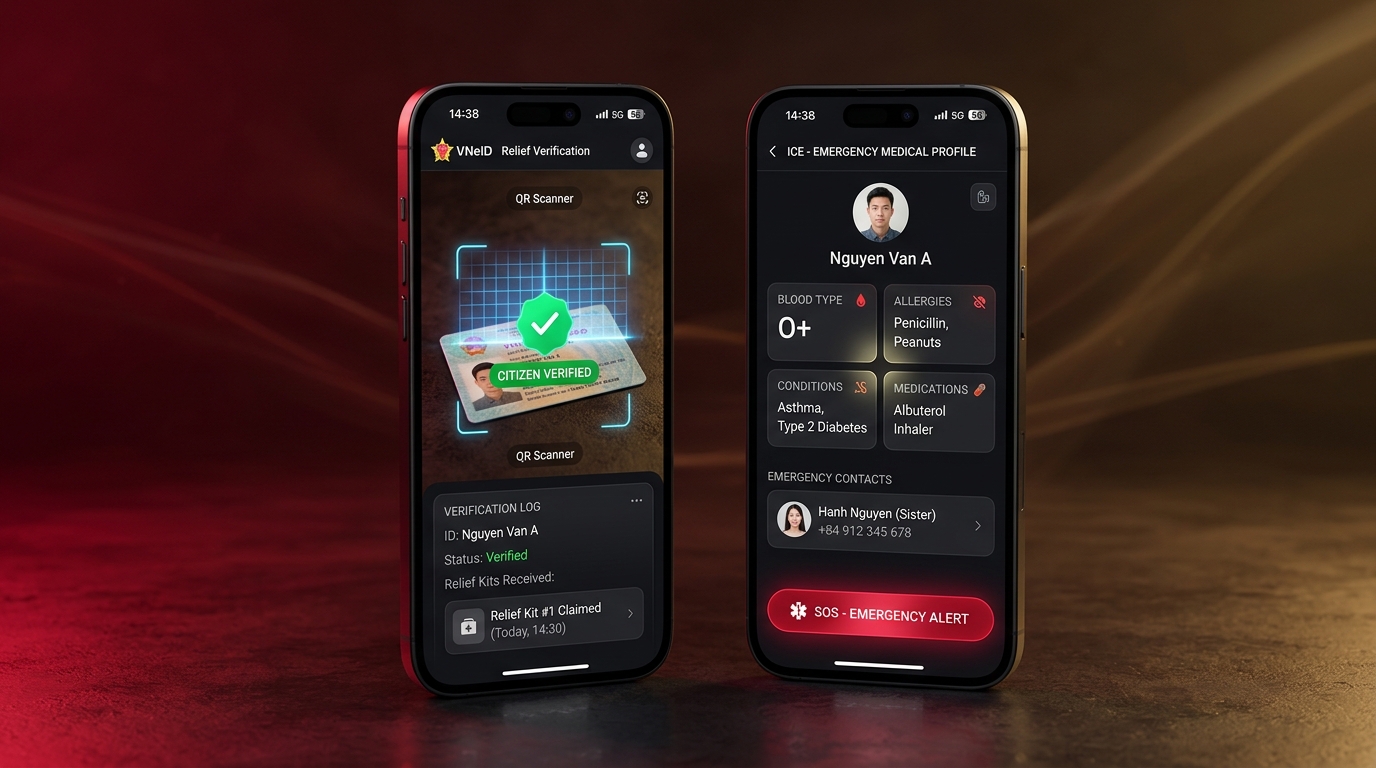 14:38
5G 56
VNeID Relief Verification
QR Scanner
CITIZEN VERIFIED
QR Scanner
VERIFICATION LOG
ID: Nguyen Van A
Status: Verified
Relief Kits Received:
Relief Kit #1 Claimed
(Today, 14:30)
14:38
5G 56
ICE - EMERGENCY MEDICAL PROFILE
Nguyen Van A
BLOOD TYPE
O+
ALLERGIES
Penicillin,
Peanuts
CONDITIONS
Asthma,
Type 2 Diabetes
MEDICATIONS
Albuterol
Inhaler
EMERGENCY CONTACTS
Hanh Nguyen (Sister)
+84 912 345 678
SOS - EMERGENCY ALERT